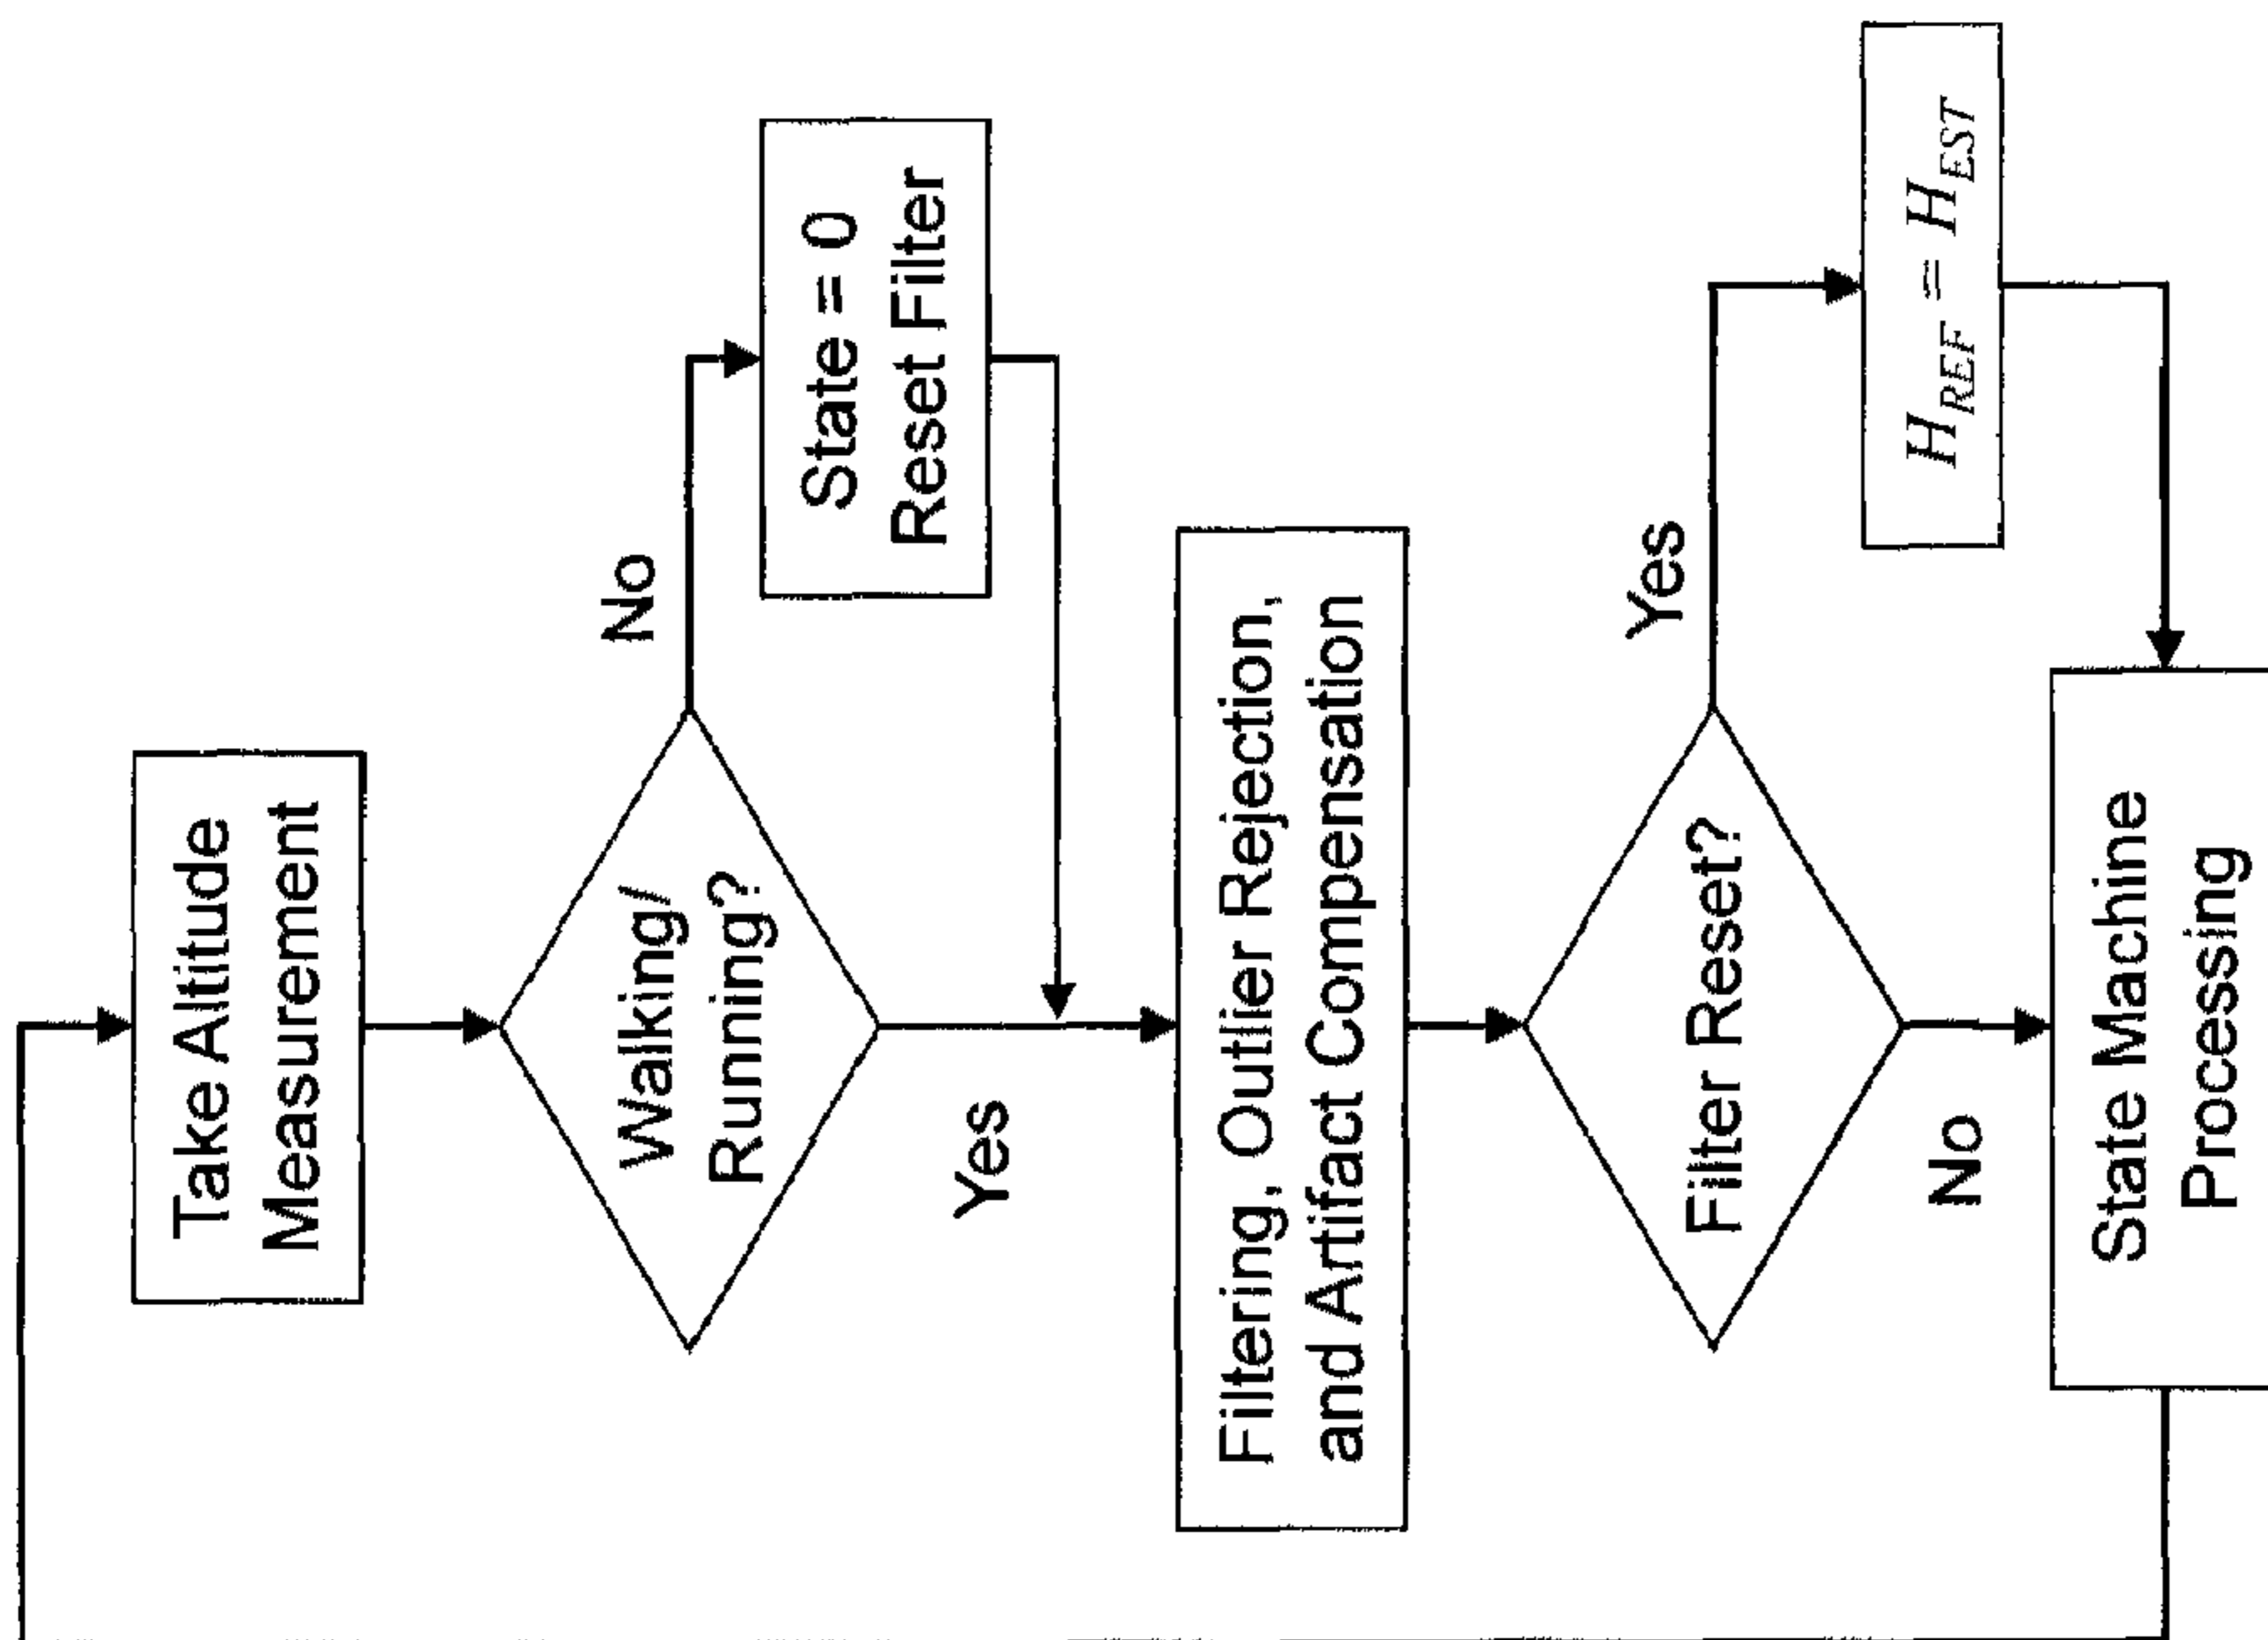 Take Altitude
Measurement
Walking/
Running?
No
State = 0
Reset Filter
Yes
Filtering, Outlier Rejection,
and Artifact Compensation
Filter Reset?
Yes
H_REF = H_EST
No
State Machine
Processing